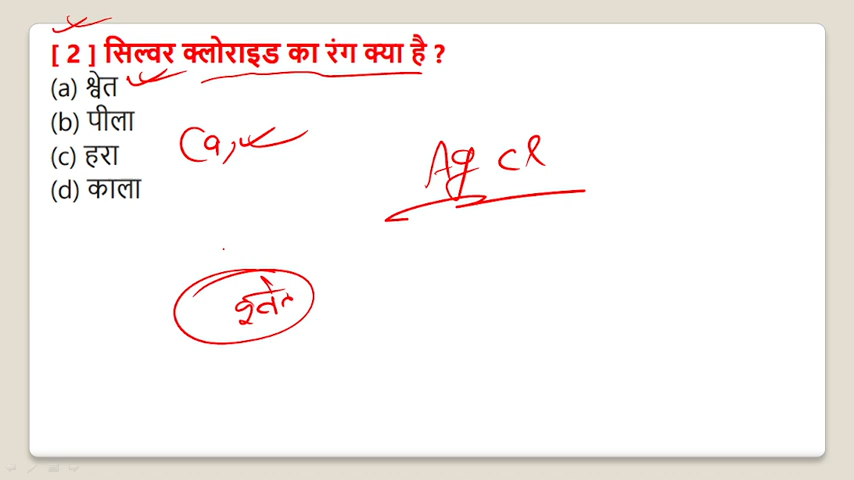 [ 2 ] सिल्वर क्लोराइड का रंग क्या है ?
(a) श्वेत
(b) पीला
(c) हरा
(d) काला
(a)
Ag Cl
श्वेत